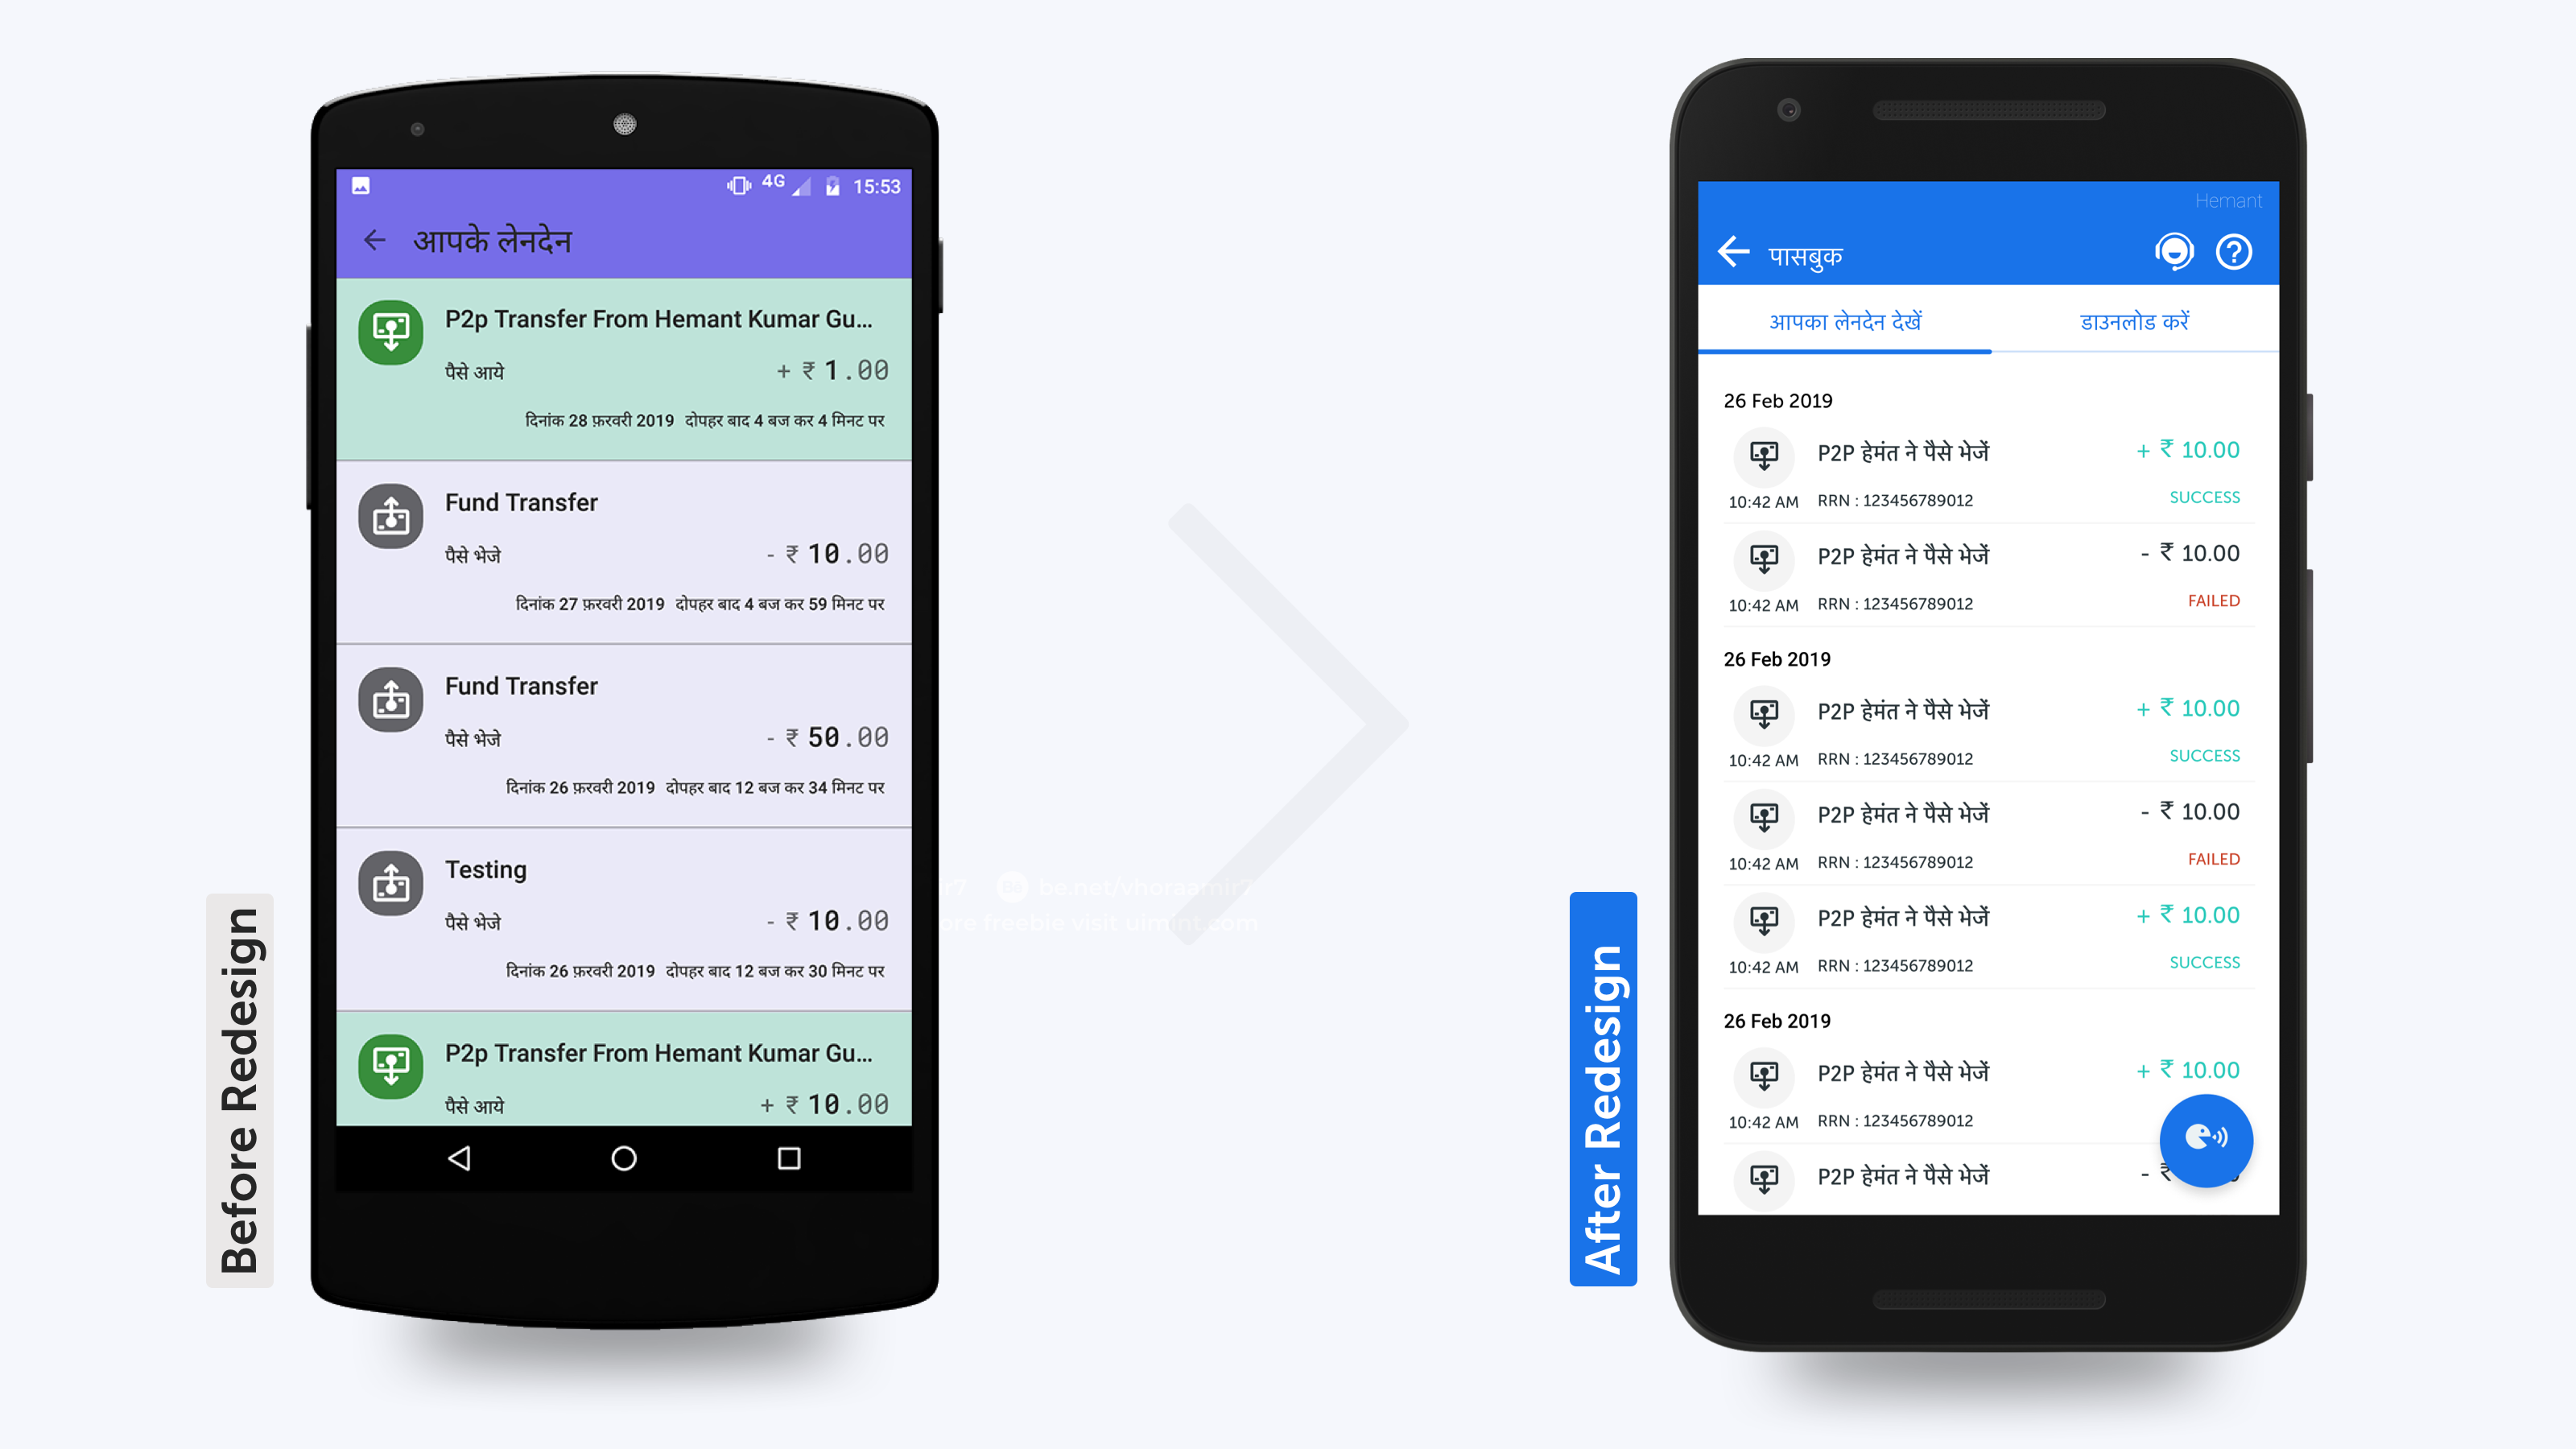 4G 15:53
आपके लेनदेन
P2p Transfer From Hemant Kumar Gu...
पैसे आये + ₹ 1.00
दिनांक 28 फ़रवरी 2019 दोपहर बाद 4 बज कर 4 मिनट पर
Fund Transfer
पैसे भेजे - ₹ 10.00
दिनांक 27 फ़रवरी 2019 दोपहर बाद 4 बज कर 59 मिनट पर
Fund Transfer
पैसे भेजे - ₹ 50.00
दिनांक 26 फ़रवरी 2019 दोपहर बाद 12 बज कर 34 मिनट पर
Testing
पैसे भेजे - ₹ 10.00
दिनांक 26 फ़रवरी 2019 दोपहर बाद 12 बज कर 30 मिनट पर
P2p Transfer From Hemant Kumar Gu...
पैसे आये + ₹ 10.00
Before Redesign
be.net/vhoraamir7
freebie visit uimint.com
After Redesign
Hemant
पासबुक
आपका लेनदेन देखें डाउनलोड करें
26 Feb 2019
P2P हेमंत ने पैसे भेजें + ₹ 10.00
10:42 AM RRN : 123456789012 SUCCESS
P2P हेमंत ने पैसे भेजें - ₹ 10.00
10:42 AM RRN : 123456789012 FAILED
26 Feb 2019
P2P हेमंत ने पैसे भेजें + ₹ 10.00
10:42 AM RRN : 123456789012 SUCCESS
P2P हेमंत ने पैसे भेजें - ₹ 10.00
10:42 AM RRN : 123456789012 FAILED
P2P हेमंत ने पैसे भेजें + ₹ 10.00
10:42 AM RRN : 123456789012 SUCCESS
26 Feb 2019
P2P हेमंत ने पैसे भेजें + ₹ 10.00
10:42 AM RRN : 123456789012
P2P हेमंत ने पैसे भेजें - ₹